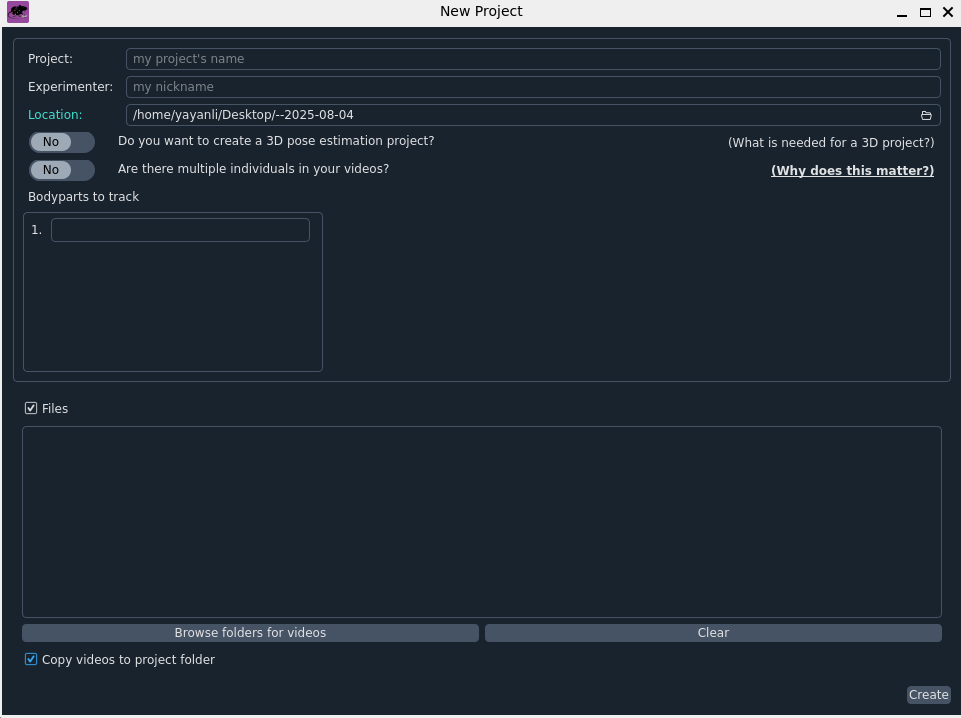 New Project
Project: my project's name
Experimenter: my nickname
Location: /home/yayanli/Desktop/--2025-08-04
No Do you want to create a 3D pose estimation project? (What is needed for a 3D project?)
No Are there multiple individuals in your videos? (Why does this matter?)
Bodyparts to track
1.
Files
Browse folders for videos Clear
Copy videos to project folder
Create